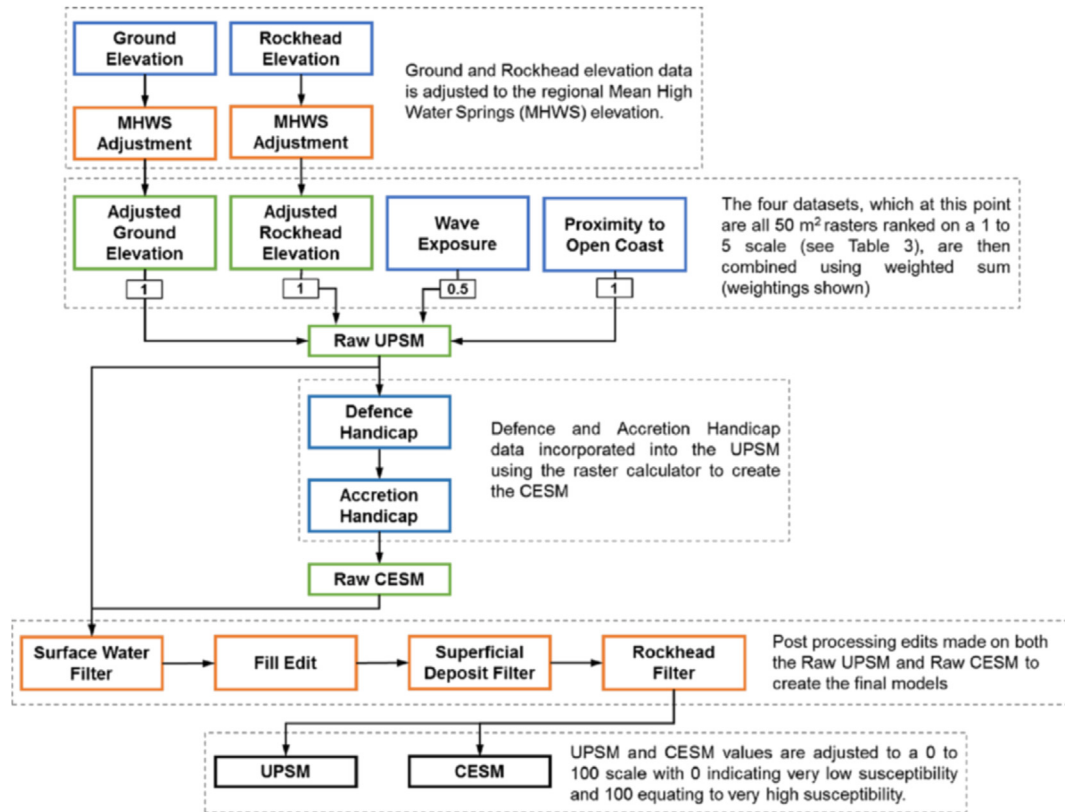 Ground
Elevation
Rockhead
Elevation
Ground and Rockhead elevation data
is adjusted to the regional Mean High
Water Springs (MHWS) elevation.
MHWS
Adjustment
MHWS
Adjustment
Adjusted
Ground
Elevation
Adjusted
Rockhead
Elevation
Wave
Exposure
Proximity to
Open Coast
The four datasets, which at this point
are all 50 m² rasters ranked on a 1 to
5 scale (see Table 3), are then
combined using weighted sum
(weightings shown)
1
1
0.5
1
Raw UPSM
Defence
Handicap
Accretion
Handicap
Defence and Accretion Handicap
data incorporated into the UPSM
using the raster calculator to create
the CESM
Raw CESM
Surface Water
Filter
Fill Edit
Superficial
Deposit Filter
Rockhead
Filter
Post processing edits made on both
the Raw UPSM and Raw CESM to
create the final models
UPSM
CESM
UPSM and CESM values are adjusted to a 0 to
100 scale with 0 indicating very low susceptibility
and 100 equating to very high susceptibility.